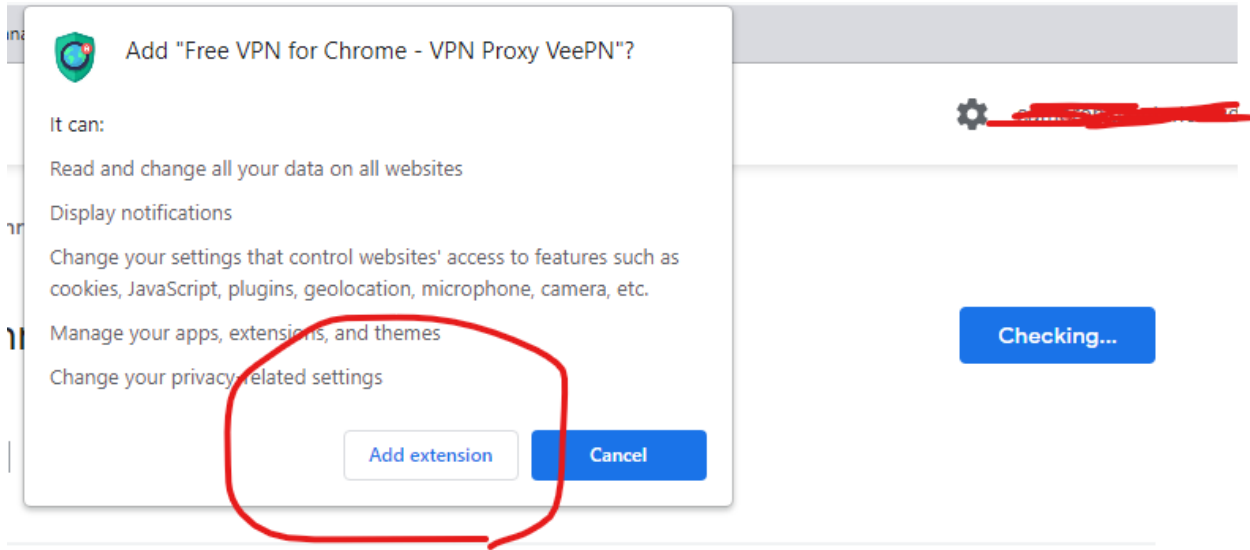 Add "Free VPN for Chrome - VPN Proxy VeePN"?
It can:
Read and change all your data on all websites
Display notifications
Change your settings that control websites' access to features such as
cookies, JavaScript, plugins, geolocation, microphone, camera, etc.
Manage your apps, extensions, and themes
Checking...
Change your privacy-related settings
Add extension
Cancel